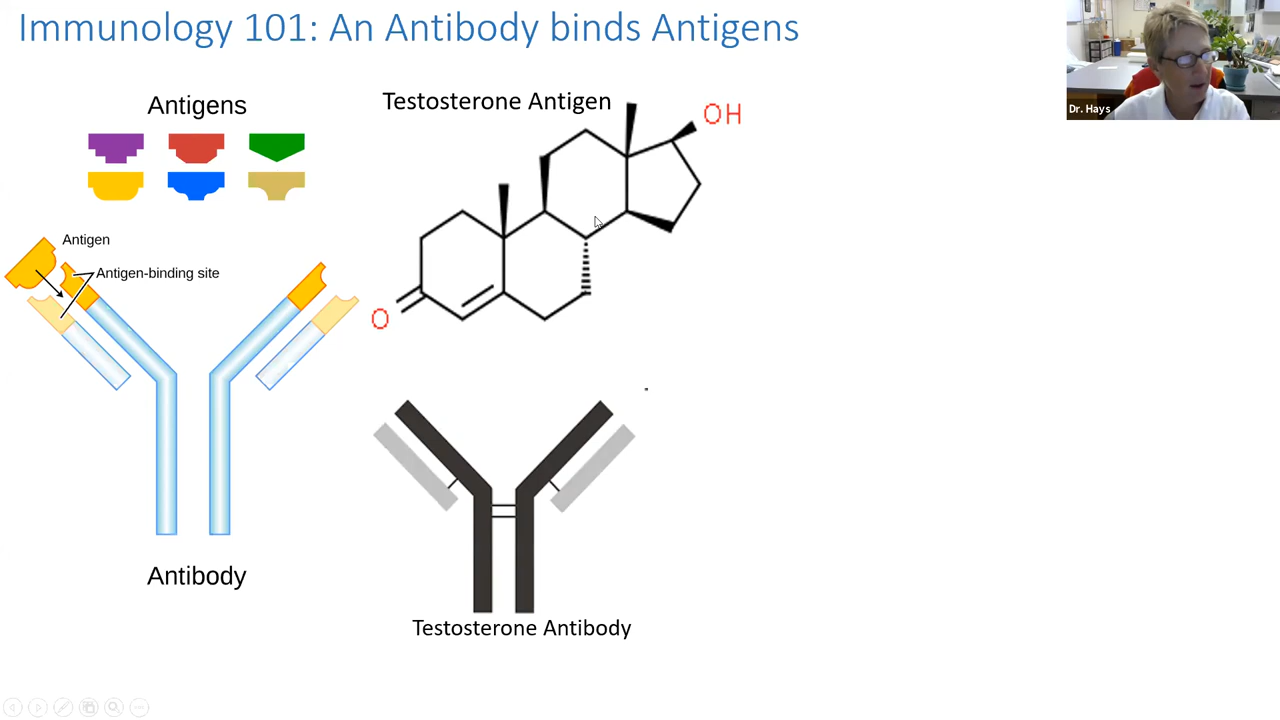 Immunology 101: An Antibody binds Antigens
Dr. Hays
Antigens
Testosterone Antigen
OH
Antigen
Antigen-binding site
O
Antibody
Testosterone Antibody